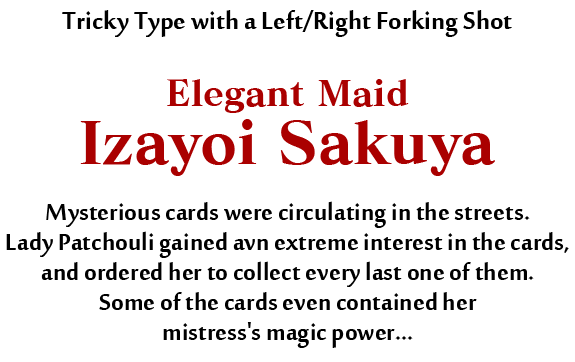 Tricky Type with a Left/Right Forking Shot
Elegant Maid
Izayoi Sakuya
Mysterious cards were circulating in the streets.
Lady Patchouli gained avn extreme interest in the cards,
and ordered her to collect every last one of them.
Some of the cards even contained her
mistress's magic power...